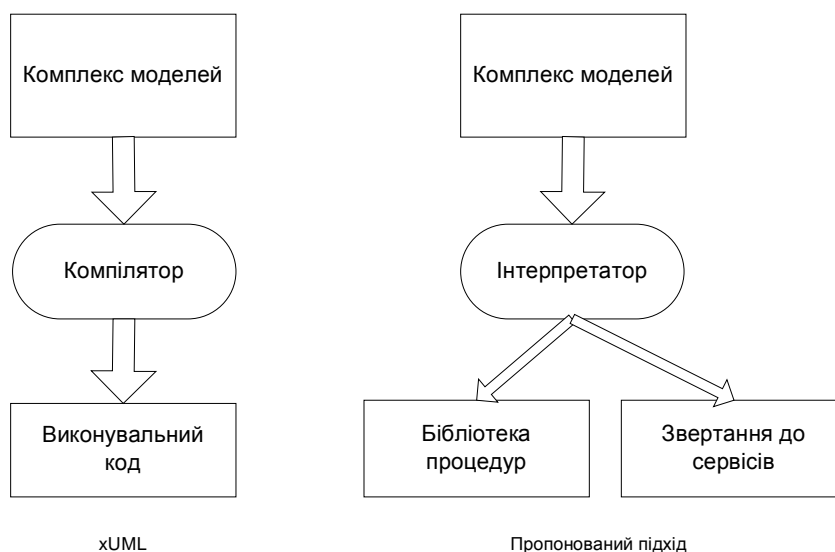 Комплекс моделей
Комплекс моделей
Компілятор
Інтерпретатор
Виконувальний
код
Бібліотека
процедур
Звертання до
сервісів
xUML
Пропонований підхід